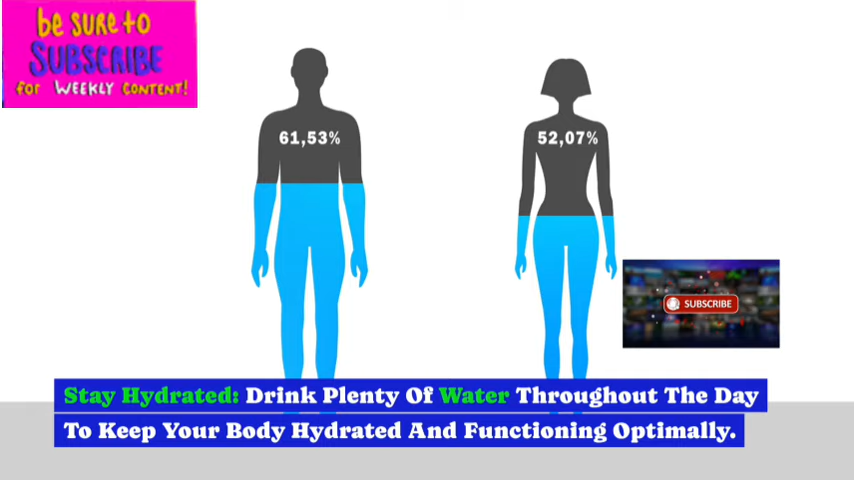 be SURE to
SUBSCRIBE
for WEEKLY CONTENT!
61,53%
52,07%
SUBSCRIBE
Stay Hydrated: Drink Plenty Of Water Throughout The Day
To Keep Your Body Hydrated And Functioning Optimally.